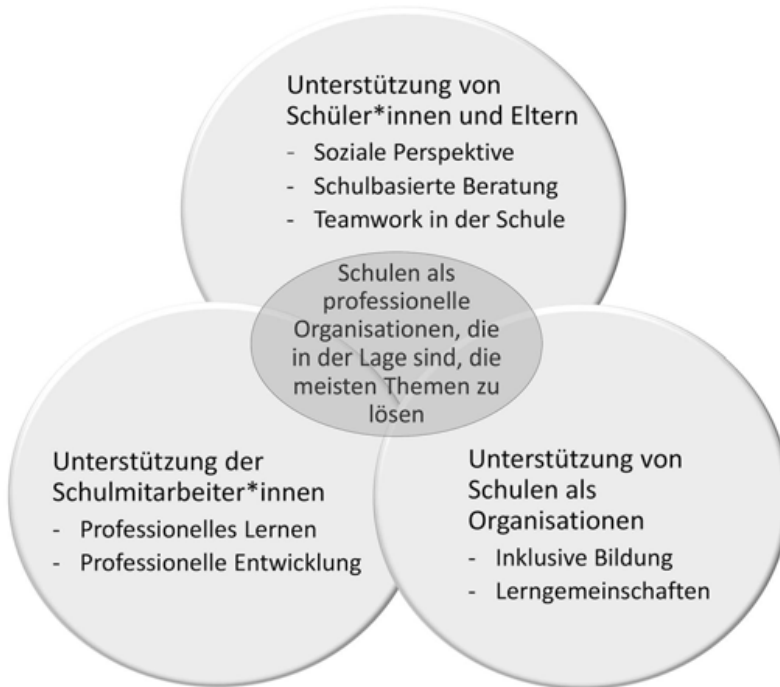 Unterstützung von
Schüler*innen und Eltern
- Soziale Perspektive
- Schulbasierte Beratung
- Teamwork in der Schule
Schulen als
professionelle
Organisationen, die
in der Lage sind, die
meisten Themen zu
lösen
Unterstützung der
Schulmitarbeiter*innen
- Professionelles Lernen
- Professionelle Entwicklung
Unterstützung von
Schulen als
Organisationen
- Inklusive Bildung
- Lerngemeinschaften